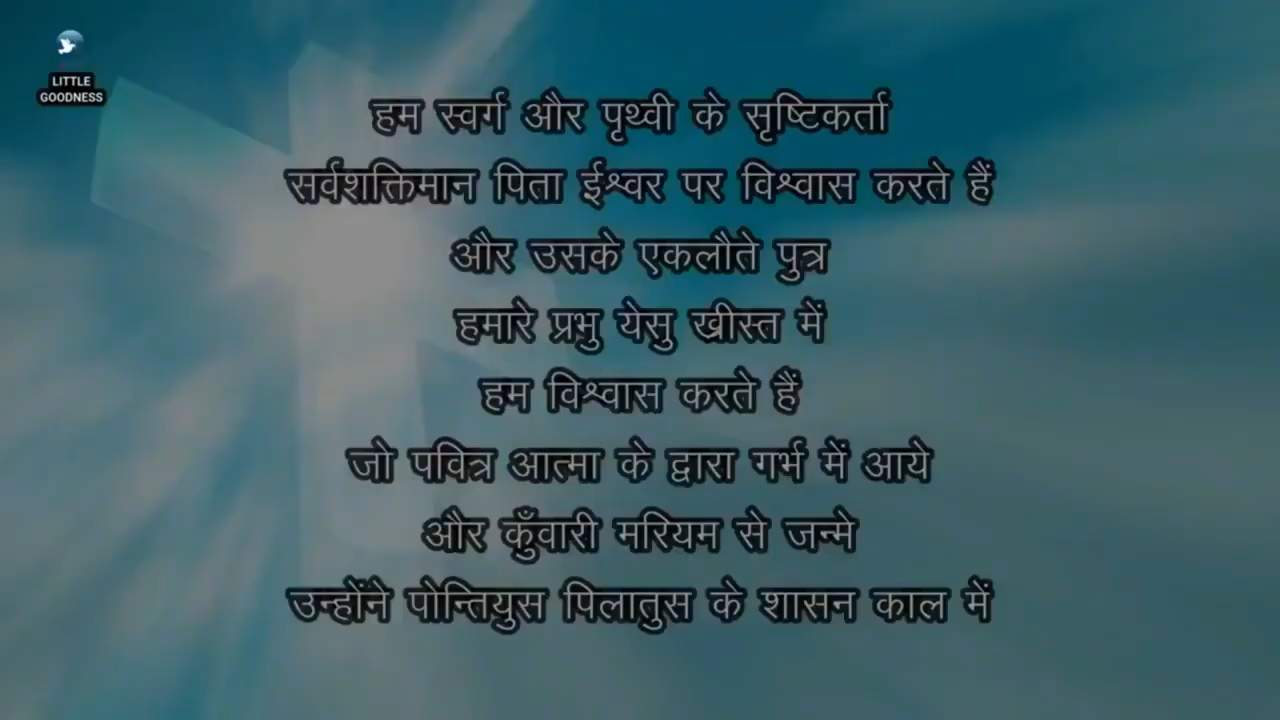 LITTLE
GOODNESS
हम स्वर्ग और पृथ्वी के सृष्टिकर्ता
सर्वशक्तिमान पिता ईश्वर पर विश्वास करते हैं
और उसके एकलौते पुत्र
हमारे प्रभु येसु ख्रीस्त में
हम विश्वास करते हैं
जो पवित्र आत्मा के द्वारा गर्भ में आये
और कुँवारी मरियम से जन्मे
उन्होंने पोन्तियुस पिलातुस के शासन काल में